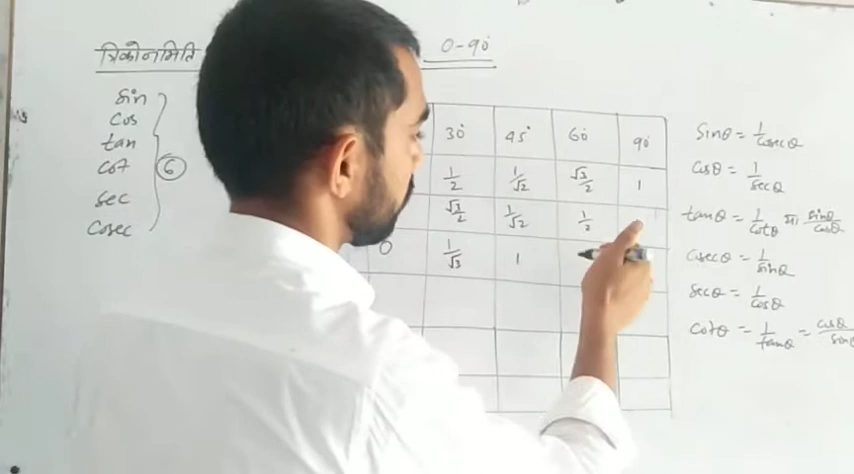 त्रिकोनमिति
0-90°
sin
cos
tan
cot
sec
cosec
6
30° 45° 60° 90°
1/2 1/√2 √3/2 1
√3/2 1/√2 1/2
0 1/√3 1
sinθ = 1/cosecθ
cosθ = 1/secθ
tanθ = 1/cotθ या sinθ/cosθ
cosecθ = 1/sinθ
secθ = 1/cosθ
cotθ = 1/tanθ = cosθ/sinθ